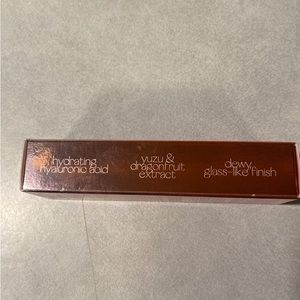 hydrating
hyaluronic acid
yuzu &
dragonfruit
extract
dewy
glass-like finish